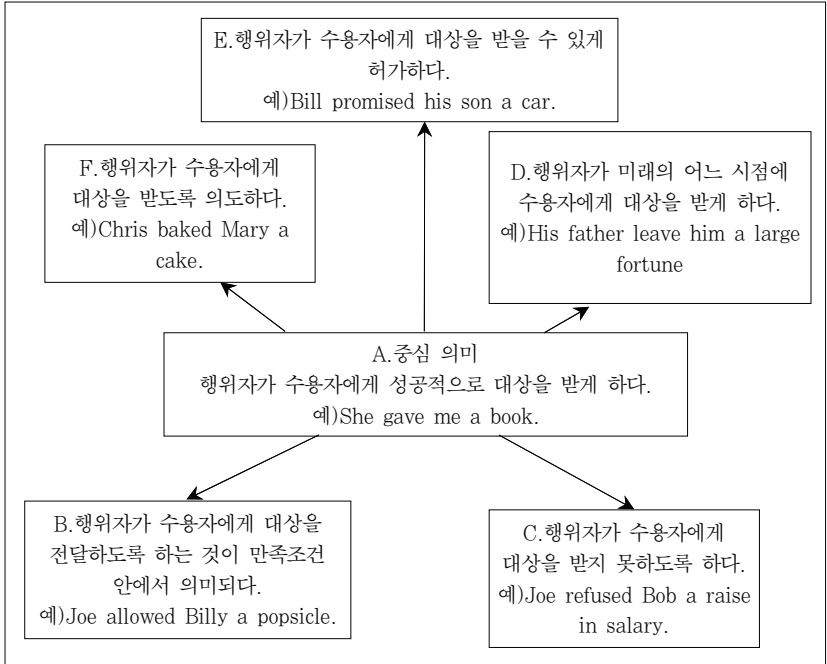 E.행위자가 수용자에게 대상을 받을 수 있게
허가하다.
예)Bill promised his son a car.
F.행위자가 수용자에게
대상을 받도록 의도하다.
예)Chris baked Mary a
cake.
D.행위자가 미래의 어느 시점에
수용자에게 대상을 받게 하다.
예)His father leave him a large
fortune
A.중심 의미
행위자가 수용자에게 성공적으로 대상을 받게 하다.
예)She gave me a book.
B.행위자가 수용자에게 대상을
전달하도록 하는 것이 만족조건
안에서 의미되다.
예)Joe allowed Billy a popsicle.
C.행위자가 수용자에게
대상을 받지 못하도록 하다.
예)Joe refused Bob a raise
in salary.